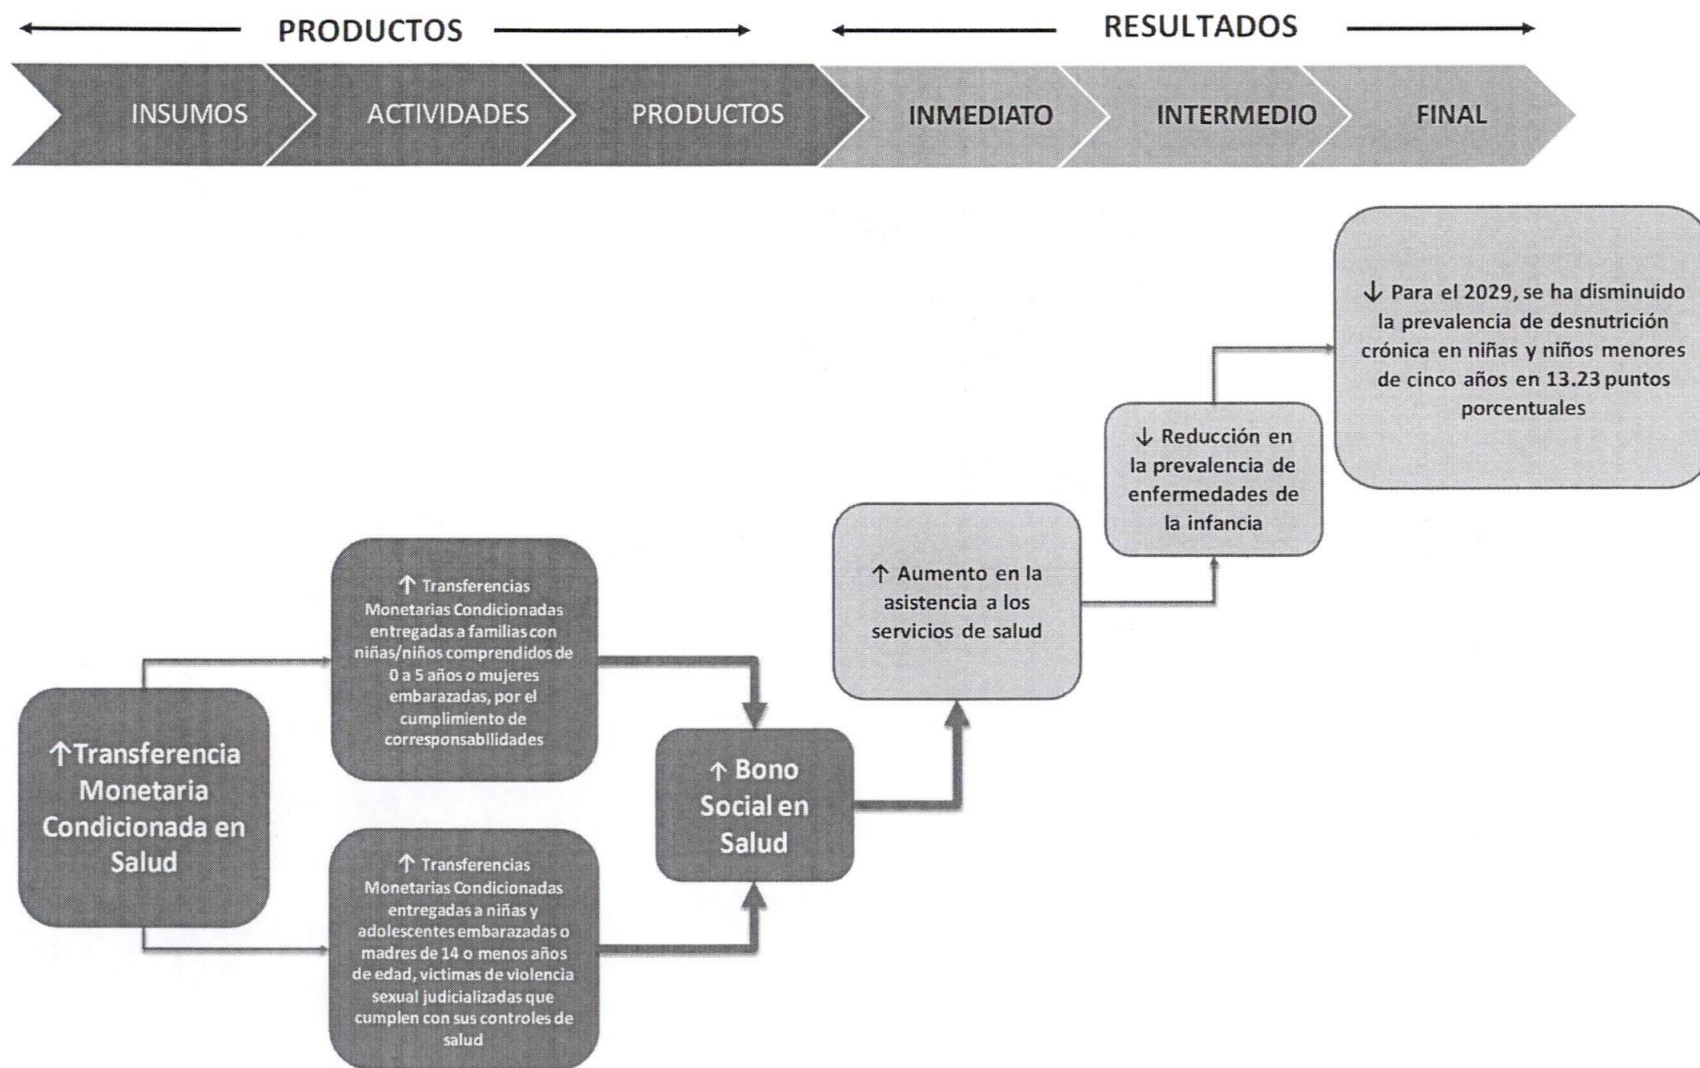 PRODUCTOS
RESULTADOS
INSUMOS
ACTIVIDADES
PRODUCTOS
INMEDIATO
INTERMEDIO
FINAL
↓ Para el 2029, se ha disminuido
la prevalencia de desnutrición
crónica en niñas y niños menores
de cinco años en 13.23 puntos
porcentuales
↓ Reducción en
la prevalencia de
enfermedades de
la infancia
↑ Aumento en la
asistencia a los
servicios de salud
↑ Transferencias
Monetarias Condicionadas
entregadas a familias con
niñas/niños comprendidos de
0 a 5 años o mujeres
embarazadas, por el
cumplimiento de
corresponsabilidades
↑Transferencia
Monetaria
Condicionada en
Salud
↑ Bono
Social en
Salud
↑ Transferencias
Monetarias Condicionadas
entregadas a niñas y
adolescentes embarazadas o
madres de 14 o menos años
de edad, víctimas de violencia
sexual judicializadas que
cumplen con sus controles de
salud